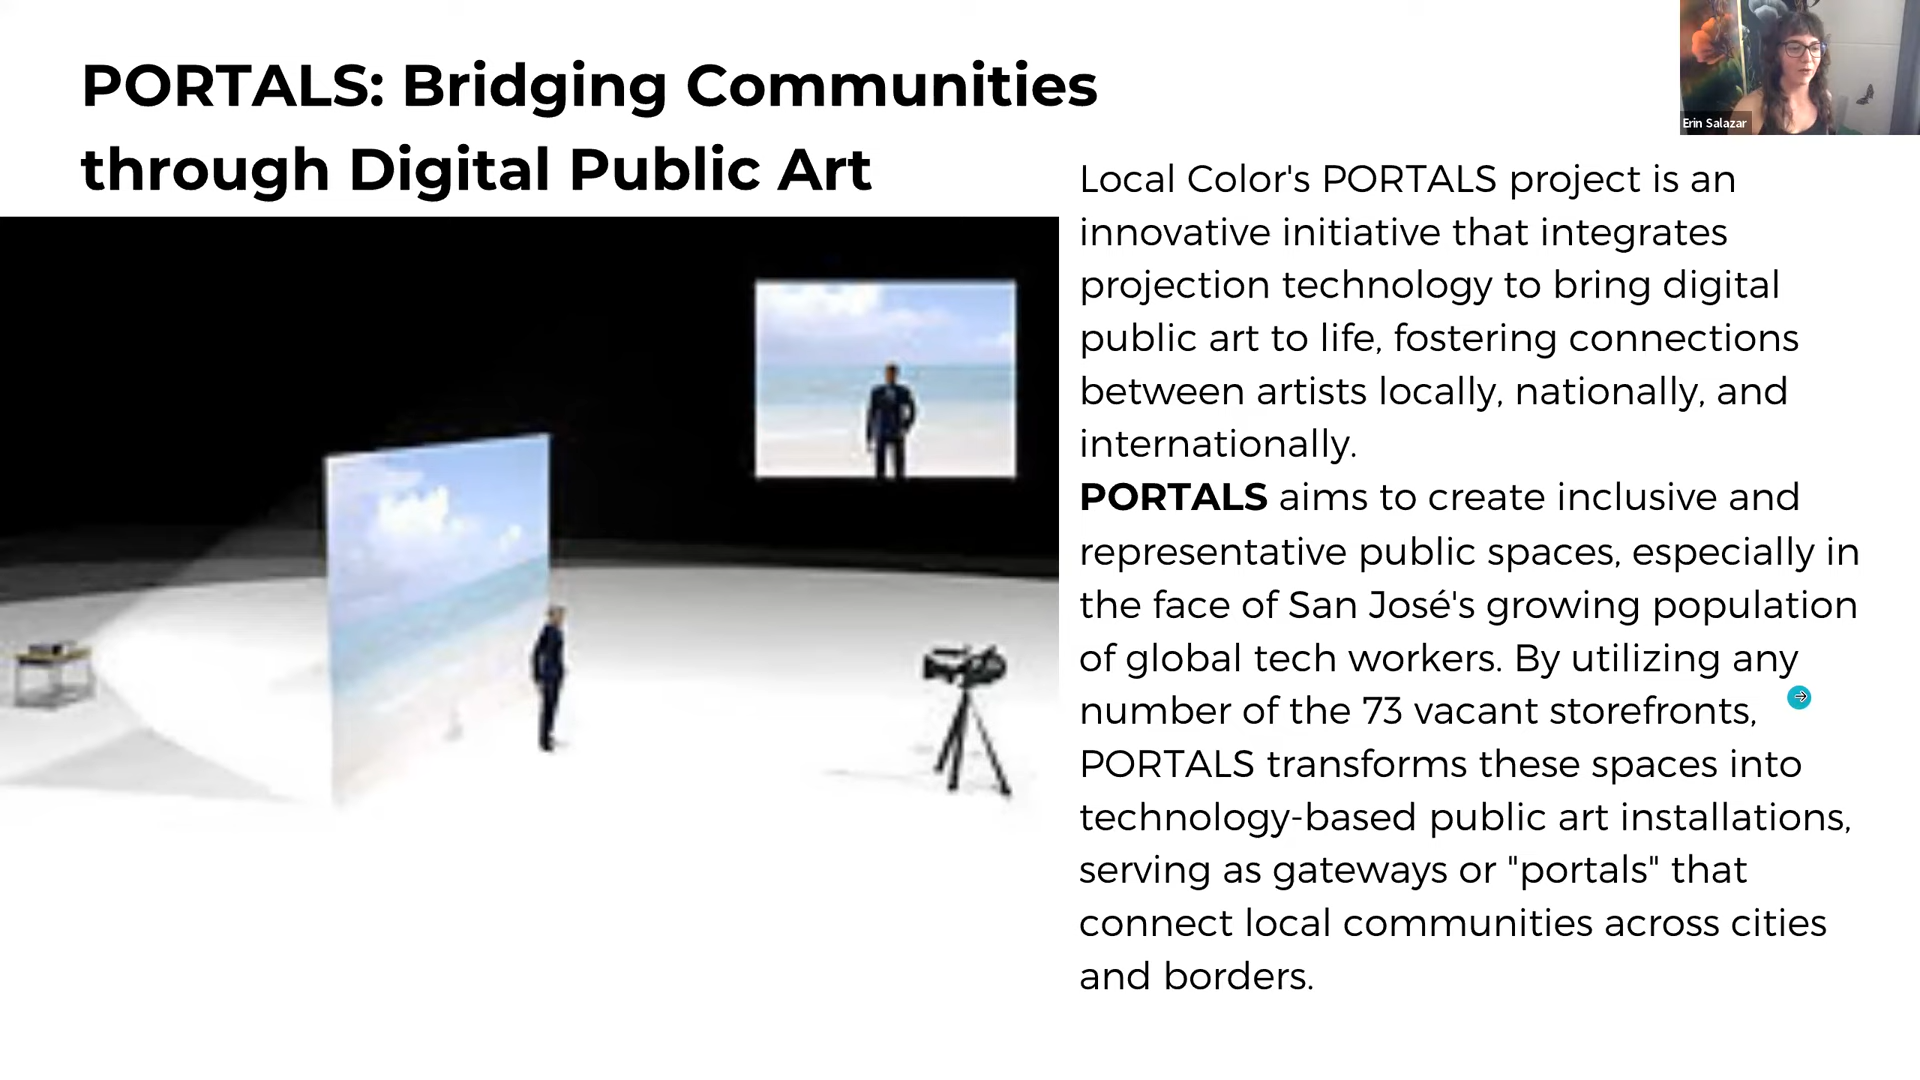 PORTALS: Bridging Communities
through Digital Public Art
Erin Salazar
Local Color's PORTALS project is an
innovative initiative that integrates
projection technology to bring digital
public art to life, fostering connections
between artists locally, nationally, and
internationally.
PORTALS aims to create inclusive and
representative public spaces, especially in
the face of San José's growing population
of global tech workers. By utilizing any
number of the 73 vacant storefronts,
PORTALS transforms these spaces into
technology-based public art installations,
serving as gateways or "portals" that
connect local communities across cities
and borders.